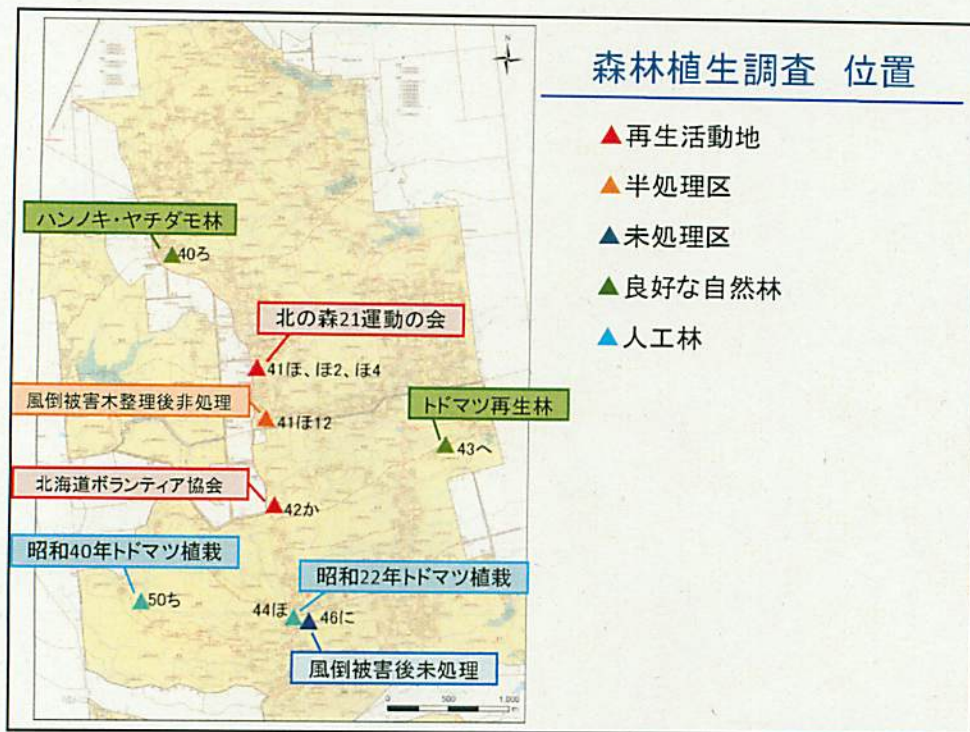 森林植生調査 位置
再生活動地
半処理区
未処理区
良好な自然林
人工林
N
ハンノキ・ヤチダモ林
40ろ
北の森21運動の会
41ほ、ほ2、ほ4
風倒被害木整理後非処理
41ほ12
トドマツ再生林
43へ
北海道ボランティア協会
42か
昭和40年トドマツ植栽
50ち
昭和22年トドマツ植栽
44ほ
46に
風倒被害後未処理
0 500 1,000
m